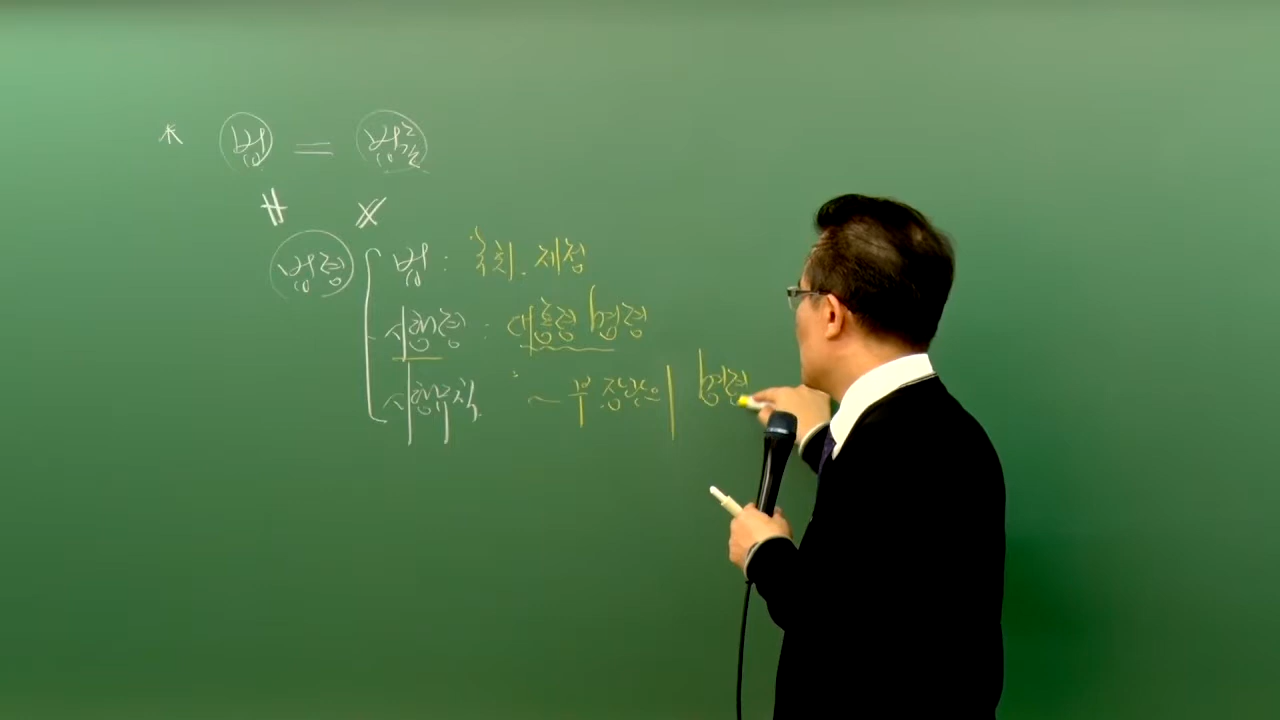 * 법 = 법률
법령 법 : 국회. 제정
시행령 : 대통령 명령
시행규칙 : ~부 장관의 명령